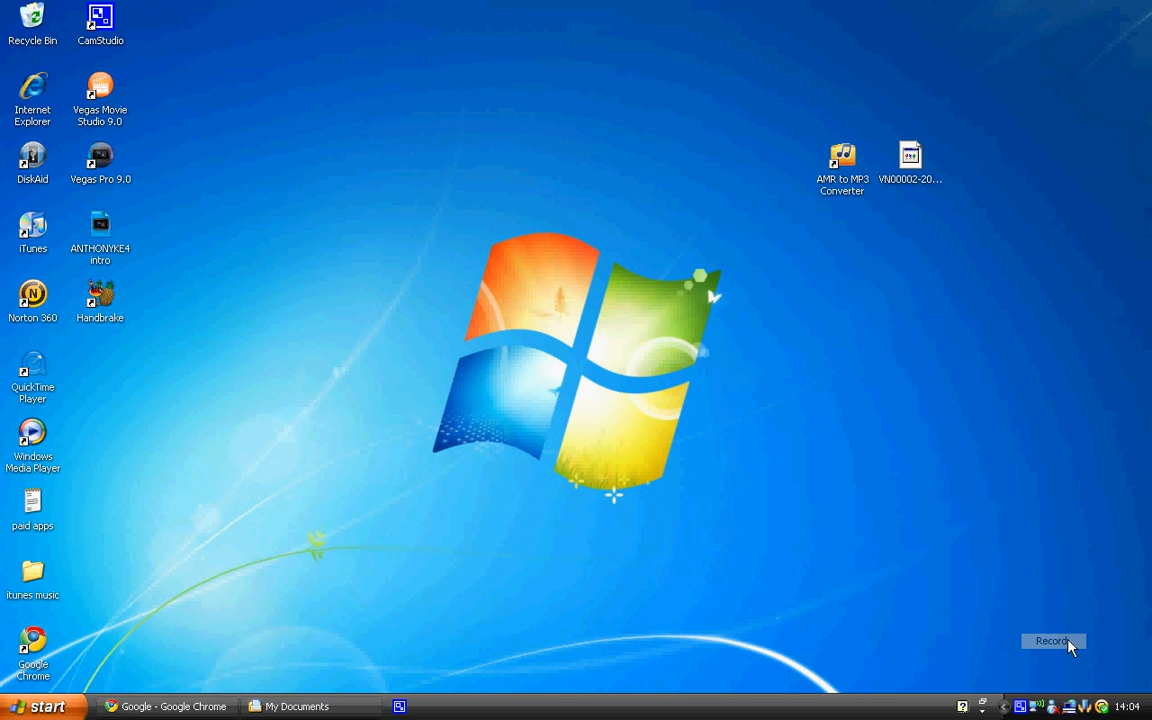 Recycle Bin
CamStudio
Internet
Explorer
Vegas Movie
Studio 9.0
DiskAid
Vegas Pro 9.0
iTunes
ANTHONYKE4
intro
Norton 360
Handbrake
QuickTime
Player
Windows
Media Player
paid apps
itunes music
Google
Chrome
AMR to MP3
Converter
VN00002-20...
Record
start
Google - Google Chrome
My Documents
14:04